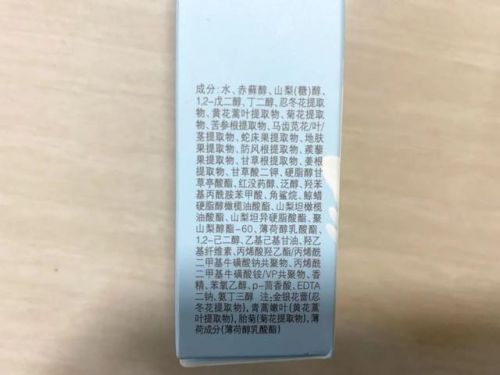 成分:水、赤藓醇、山梨(糖)醇、
1,2-戊二醇、丁二醇、忍冬花提取
物、黄花蒿叶提取物、菊花提取
物、苦参根提取物、马齿苋花/叶/
茎提取物、蛇床果提取物、地肤
果提取物、防风根提取物、蒺藜
果提取物、甘草根提取物、姜根
提取物、甘草酸二钾、硬脂醇甘
草亭酸酯、红没药醇、泛醇、羟苯
基丙酰胺苯甲酸、角鲨烷、鲸蜡
硬脂醇橄榄油酸酯、山梨坦橄榄
油酸酯、山梨坦异硬脂酸酯、聚
山梨醇酯-60、薄荷醇乳酸酯、
1,2-己二醇、乙基己基甘油、羟乙
基纤维素、丙烯酸羟乙酯/丙烯酰
二甲基牛磺酸钠共聚物、丙烯酰
二甲基牛磺酸铵/VP共聚物、香
精、苯氧乙醇、p-茴香酸、EDTA
二钠、氨丁三醇 注:金银花蕾(忍
冬花提取物),青蒿嫩叶(黄花蒿
叶提取物),胎菊(菊花提取物),薄
荷成分(薄荷醇乳酸酯)